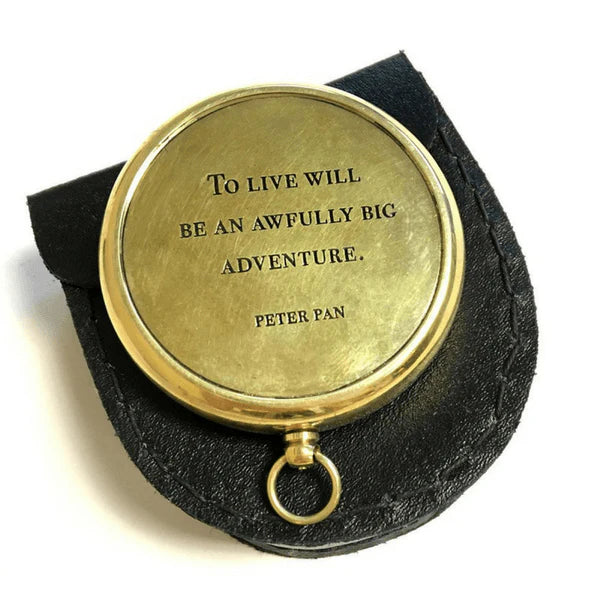 TO LIVE WILL
BE AN AWFULLY BIG
ADVENTURE.
PETER PAN